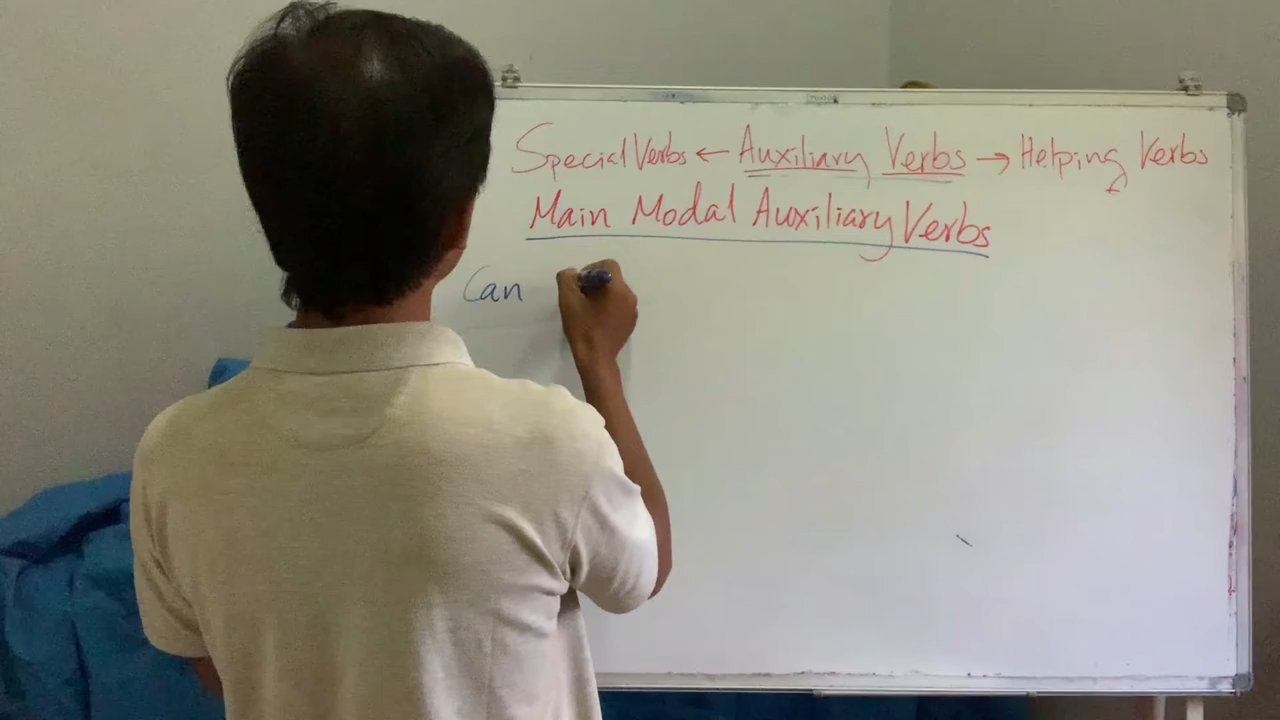 Special Verbs ← Auxiliary Verbs → Helping Verbs
Main Modal Auxiliary Verbs
Can